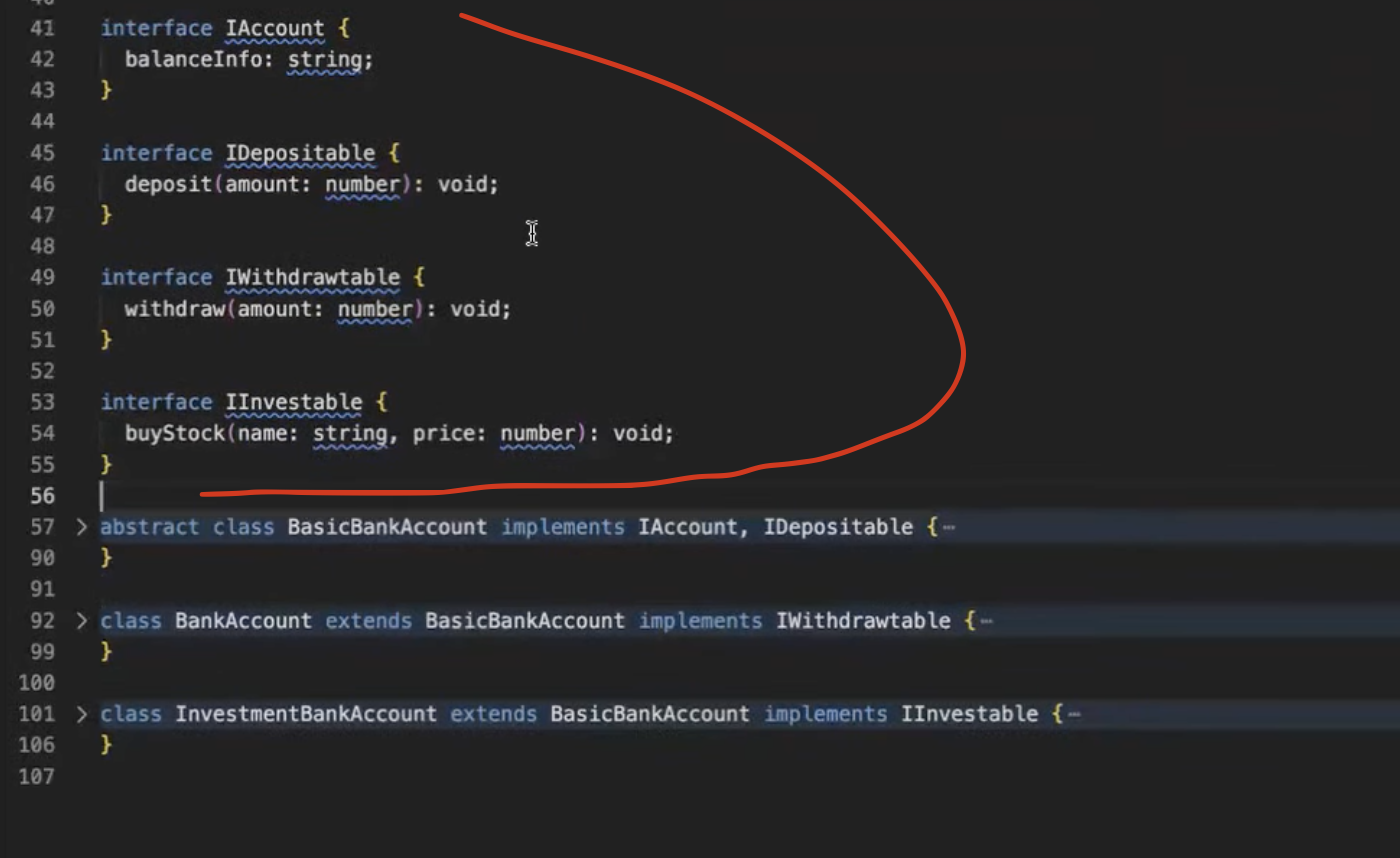 41 interface IAccount {
42 balanceInfo: string;
43 }
44
45 interface IDepositable {
46 deposit(amount: number): void;
47 }
48
49 interface IWithdrawtable {
50 withdraw(amount: number): void;
51 }
52
53 interface IInvestable {
54 buyStock(name: string, price: number): void;
55 }
56
57 > abstract class BasicBankAccount implements IAccount, IDepositable {⋯
90 }
91
92 > class BankAccount extends BasicBankAccount implements IWithdrawtable {⋯
99 }
100
101 > class InvestmentBankAccount extends BasicBankAccount implements IInvestable {⋯
106 }
107